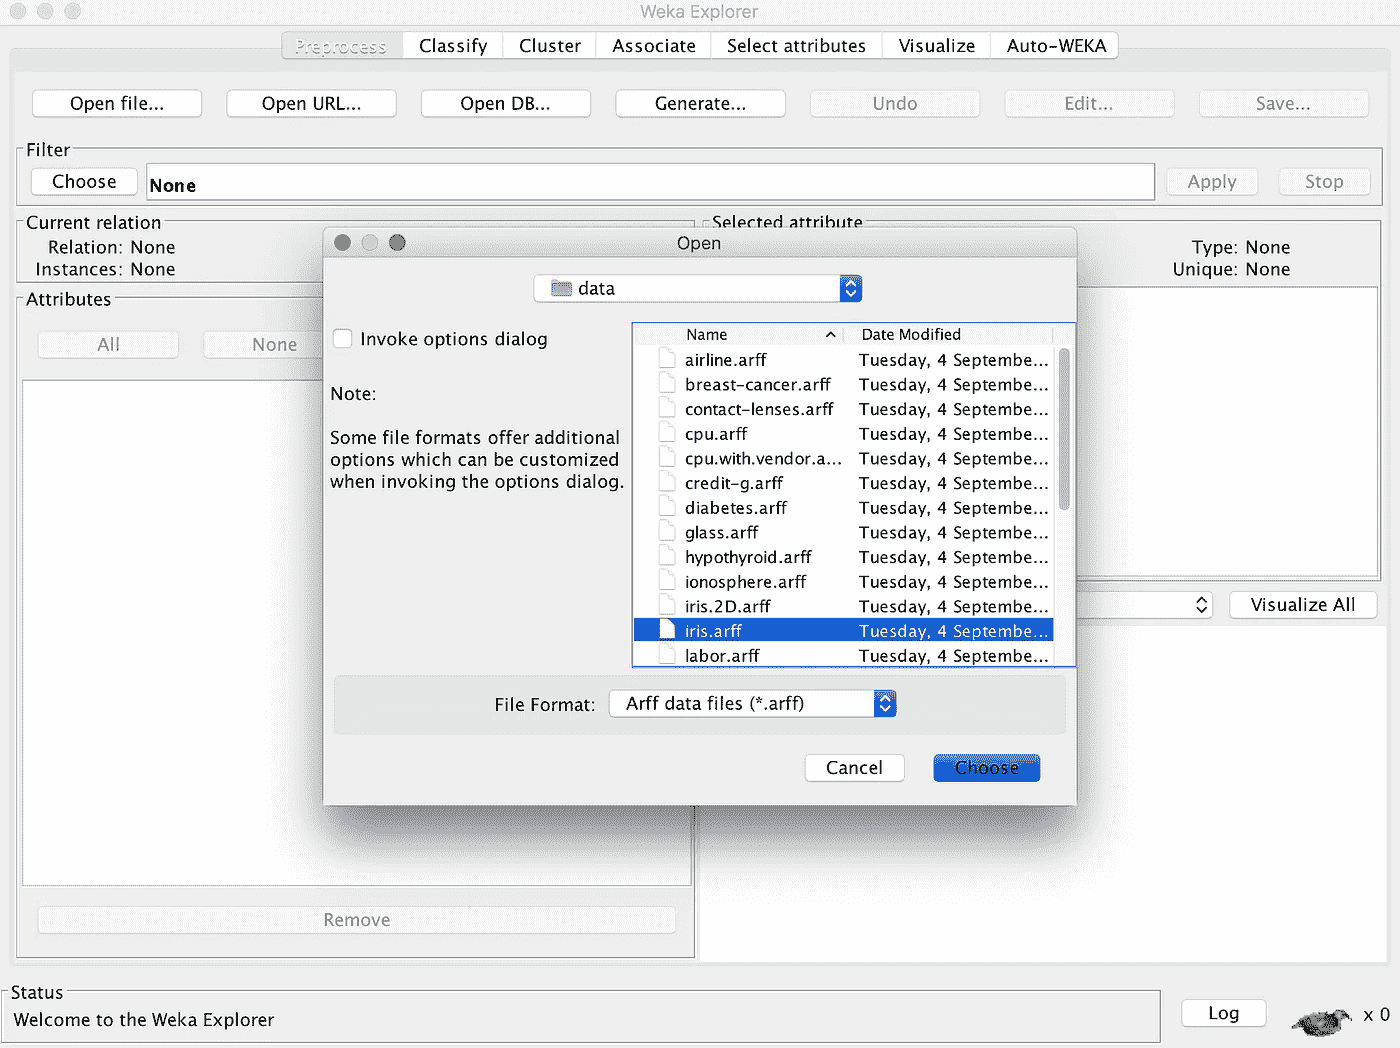 Weka Explorer
Preprocess Classify Cluster Associate Select attributes Visualize Auto-WEKA
Open file... Open URL... Open DB... Generate... Undo Edit... Save...
Filter
Choose None Apply Stop
Current relation
Relation: None
Instances: None
Selected attribute
Type: None
Unique: None
Attributes
All None
Open
data
Invoke options dialog
Note:
Some file formats offer additional
options which can be customized
when invoking the options dialog.
Name Date Modified
airline.arff Tuesday, 4 Septembe...
breast-cancer.arff Tuesday, 4 Septembe...
contact-lenses.arff Tuesday, 4 Septembe...
cpu.arff Tuesday, 4 Septembe...
cpu.with.vendor.a... Tuesday, 4 Septembe...
credit-g.arff Tuesday, 4 Septembe...
diabetes.arff Tuesday, 4 Septembe...
glass.arff Tuesday, 4 Septembe...
hypothyroid.arff Tuesday, 4 Septembe...
ionosphere.arff Tuesday, 4 Septembe...
iris.2D.arff Tuesday, 4 Septembe...
iris.arff Tuesday, 4 Septembe...
labor.arff Tuesday, 4 Septembe...
File Format: Arff data files (*.arff)
Cancel Choose
Visualize All
Remove
Status
Welcome to the Weka Explorer
Log x 0